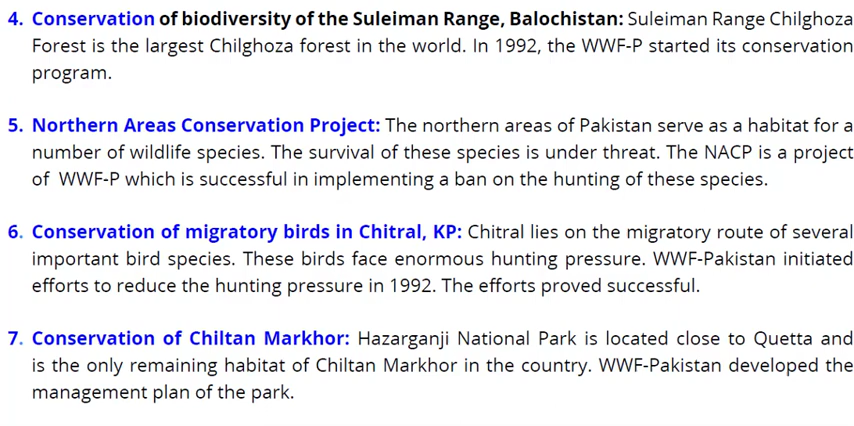 4. Conservation of biodiversity of the Suleiman Range, Balochistan: Suleiman Range Chilghoza
Forest is the largest Chilghoza forest in the world. In 1992, the WWF-P started its conservation
program.
5. Northern Areas Conservation Project: The northern areas of Pakistan serve as a habitat for a
number of wildlife species. The survival of these species is under threat. The NACP is a project
of WWF-P which is successful in implementing a ban on the hunting of these species.
6. Conservation of migratory birds in Chitral, KP: Chitral lies on the migratory route of several
important bird species. These birds face enormous hunting pressure. WWF-Pakistan initiated
efforts to reduce the hunting pressure in 1992. The efforts proved successful.
7. Conservation of Chiltan Markhor: Hazarganji National Park is located close to Quetta and
is the only remaining habitat of Chiltan Markhor in the country. WWF-Pakistan developed the
management plan of the park.